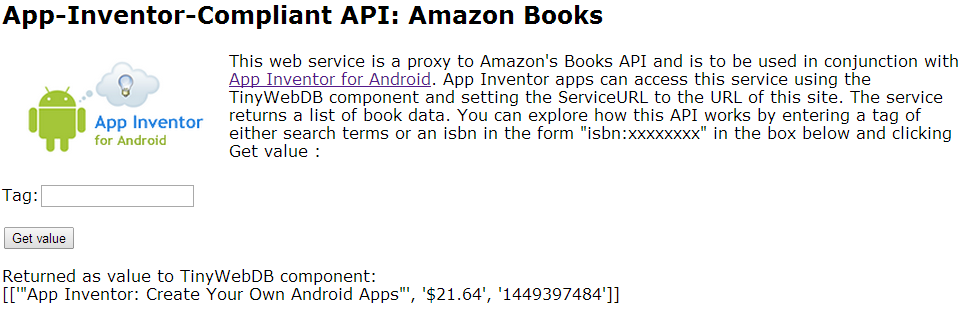 App-Inventor-Compliant API: Amazon Books
This web service is a proxy to Amazon's Books API and is to be used in conjunction with
App Inventor for Android. App Inventor apps can access this service using the
TinyWebDB component and setting the ServiceURL to the URL of this site. The service
returns a list of book data. You can explore how this API works by entering a tag of
either search terms or an isbn in the form "isbn:xxxxxxxx" in the box below and clicking
Get value :
App Inventor
for Android
Tag:
Get value
Returned as value to TinyWebDB component:
[['"App Inventor: Create Your Own Android Apps"', '$21.64', '1449397484']]